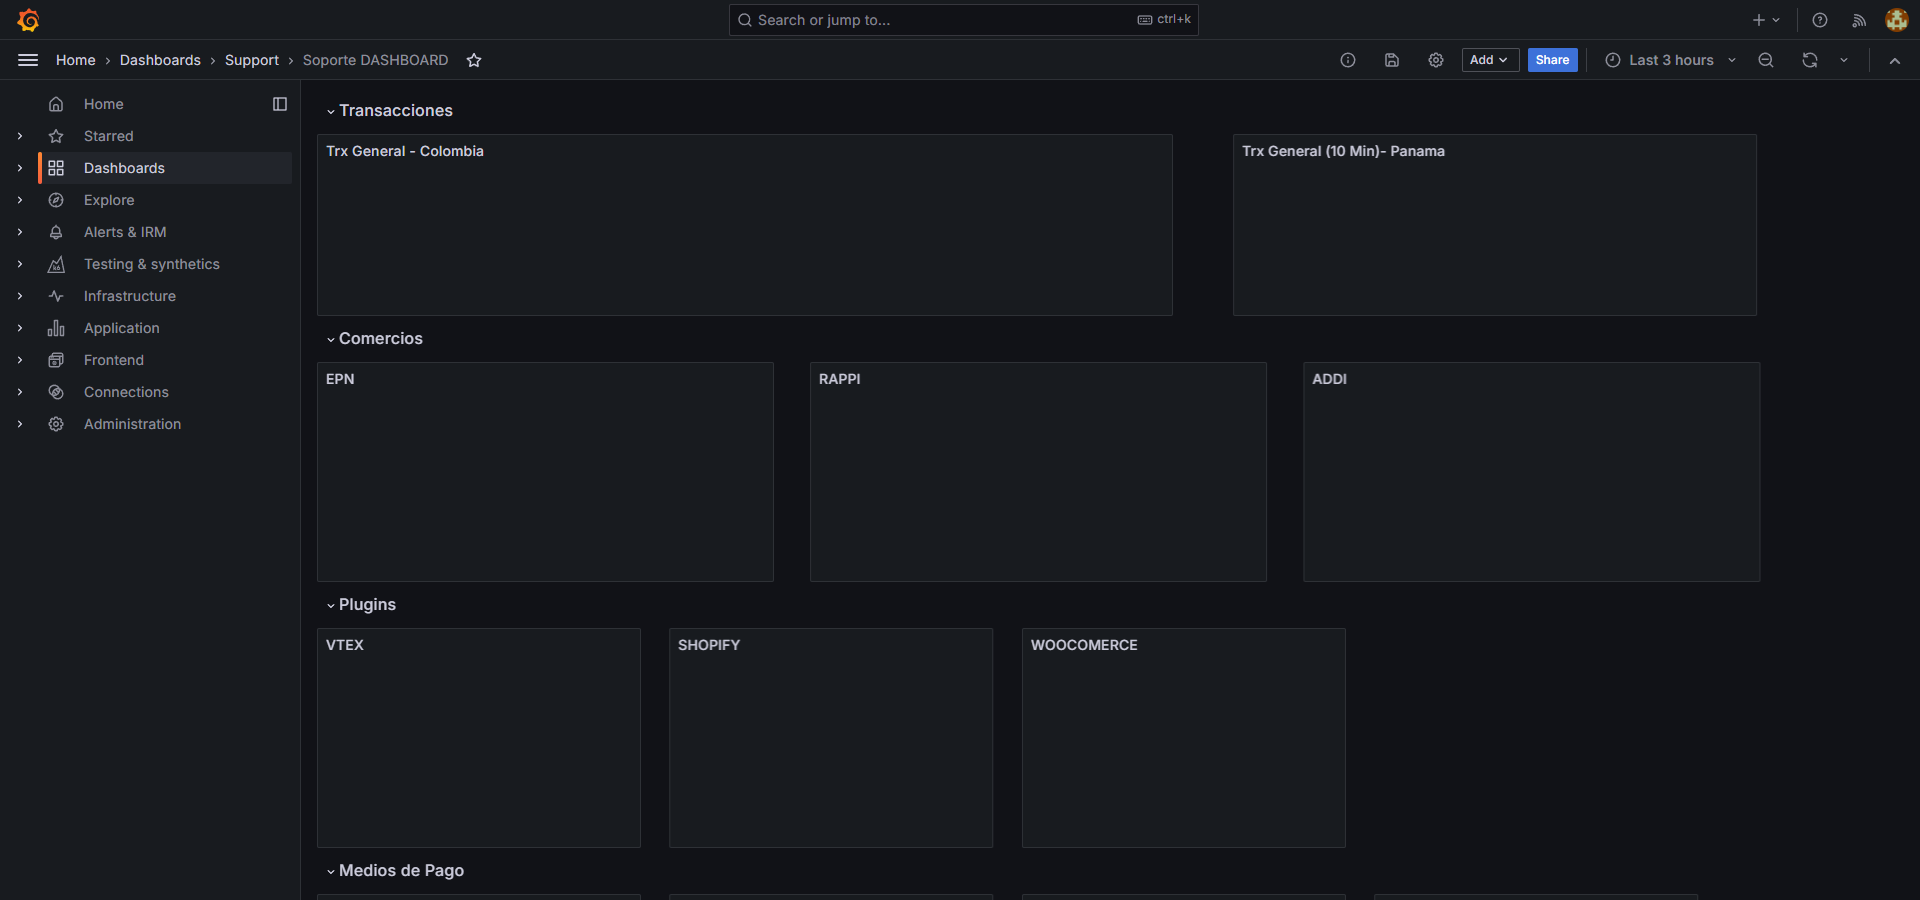 Search or jump to...
ctrl+k
Home
Dashboards
Support
Soporte DASHBOARD
Add
Share
Last 3 hours
Home
Starred
Dashboards
Explore
Alerts & IRM
Testing & synthetics
Infrastructure
Application
Frontend
Connections
Administration
Transacciones
Trx General - Colombia
Trx General (10 Min)- Panama
Comercios
EPN
RAPPI
ADDI
Plugins
VTEX
SHOPIFY
WOOCOMERCE
Medios de Pago